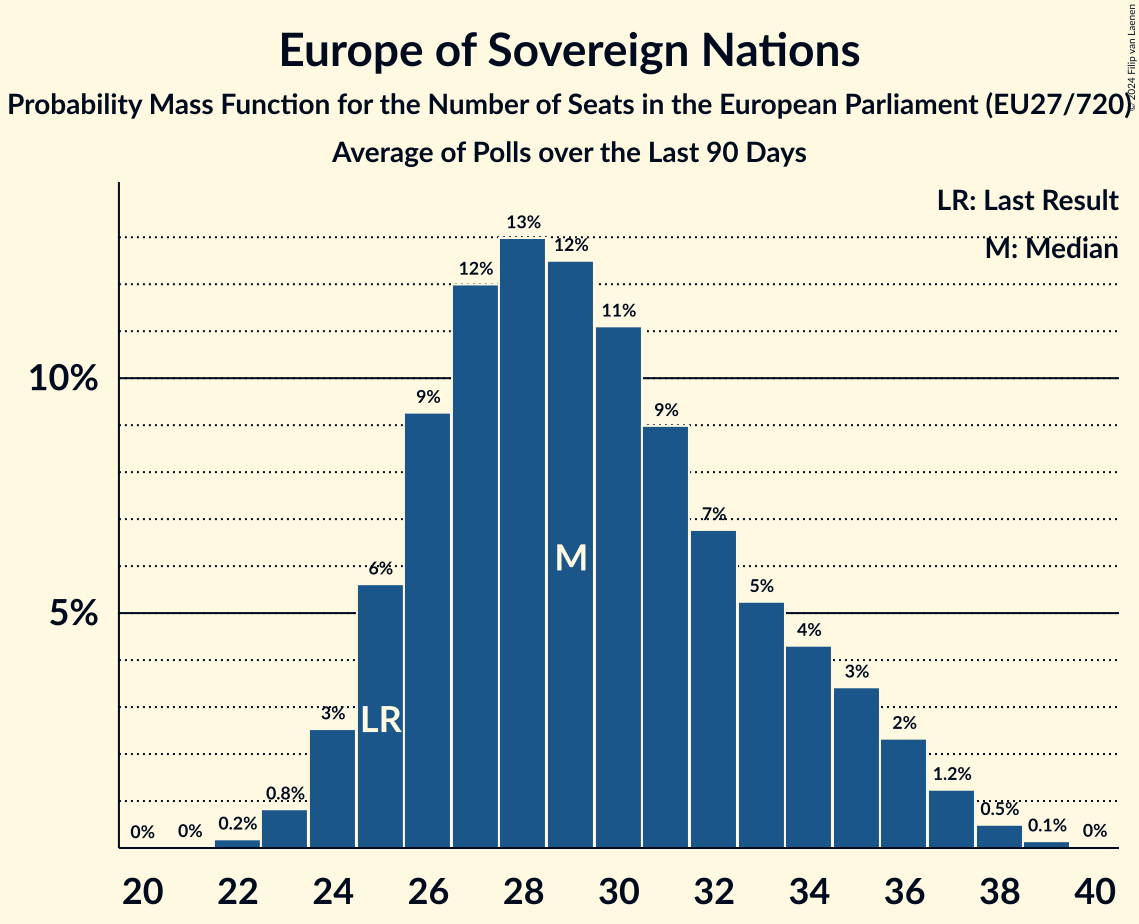 Europe of Sovereign Nations
Probability Mass Function for the Number of Seats in the European Parliament (EU27/720)
Average of Polls over the Last 90 Days
© 2024 Filip van Laenen
LR: Last Result
M: Median
10%
5%
0%
0%
0.2%
0.8%
3%
6%
9%
12%
13%
12%
11%
9%
7%
5%
4%
3%
2%
1.2%
0.5%
0.1%
0%
LR
M
20 22 24 26 28 30 32 34 36 38 40